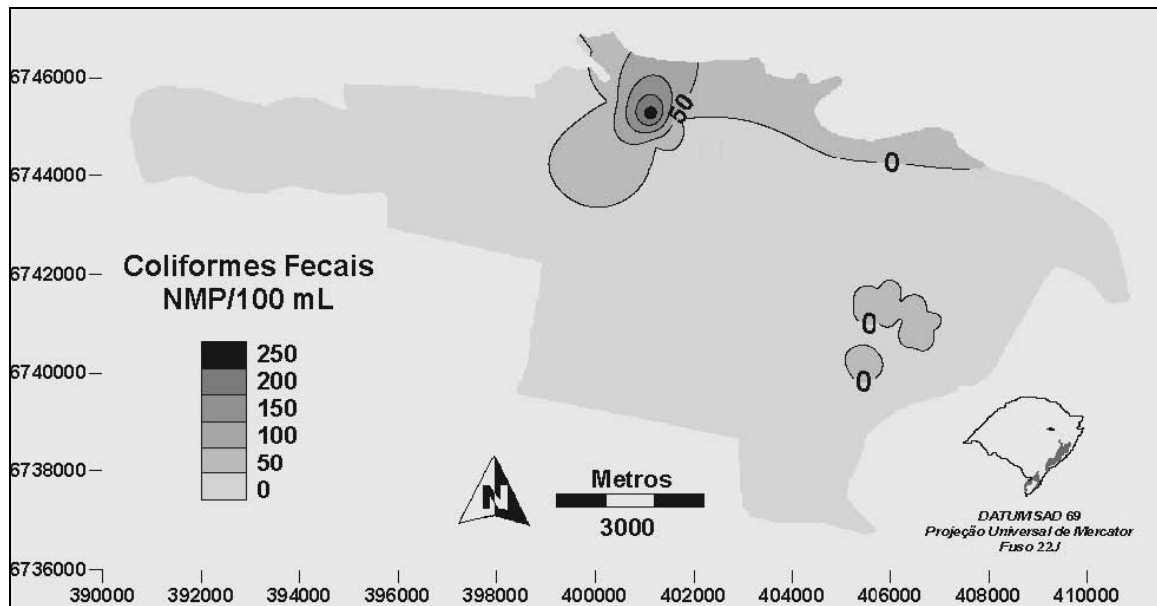 6746000
6744000
6742000
6740000
6738000
6736000
50
0
0
0
Coliformes Fecais
NMP/100 mL
250
200
150
100
50
0
N
Metros
3000
DATUM SAD 69
Projeção Universal de Mercator
Fuso 22J
390000 392000 394000 396000 398000 400000 402000 404000 406000 408000 410000